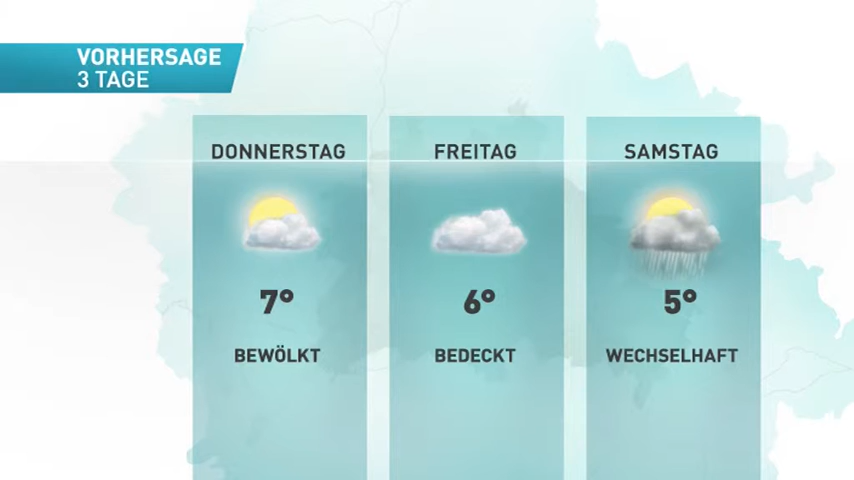 VORHERSAGE
3 TAGE
DONNERSTAG
7°
BEWÖLKT
FREITAG
6°
BEDECKT
SAMSTAG
5°
WECHSELHAFT